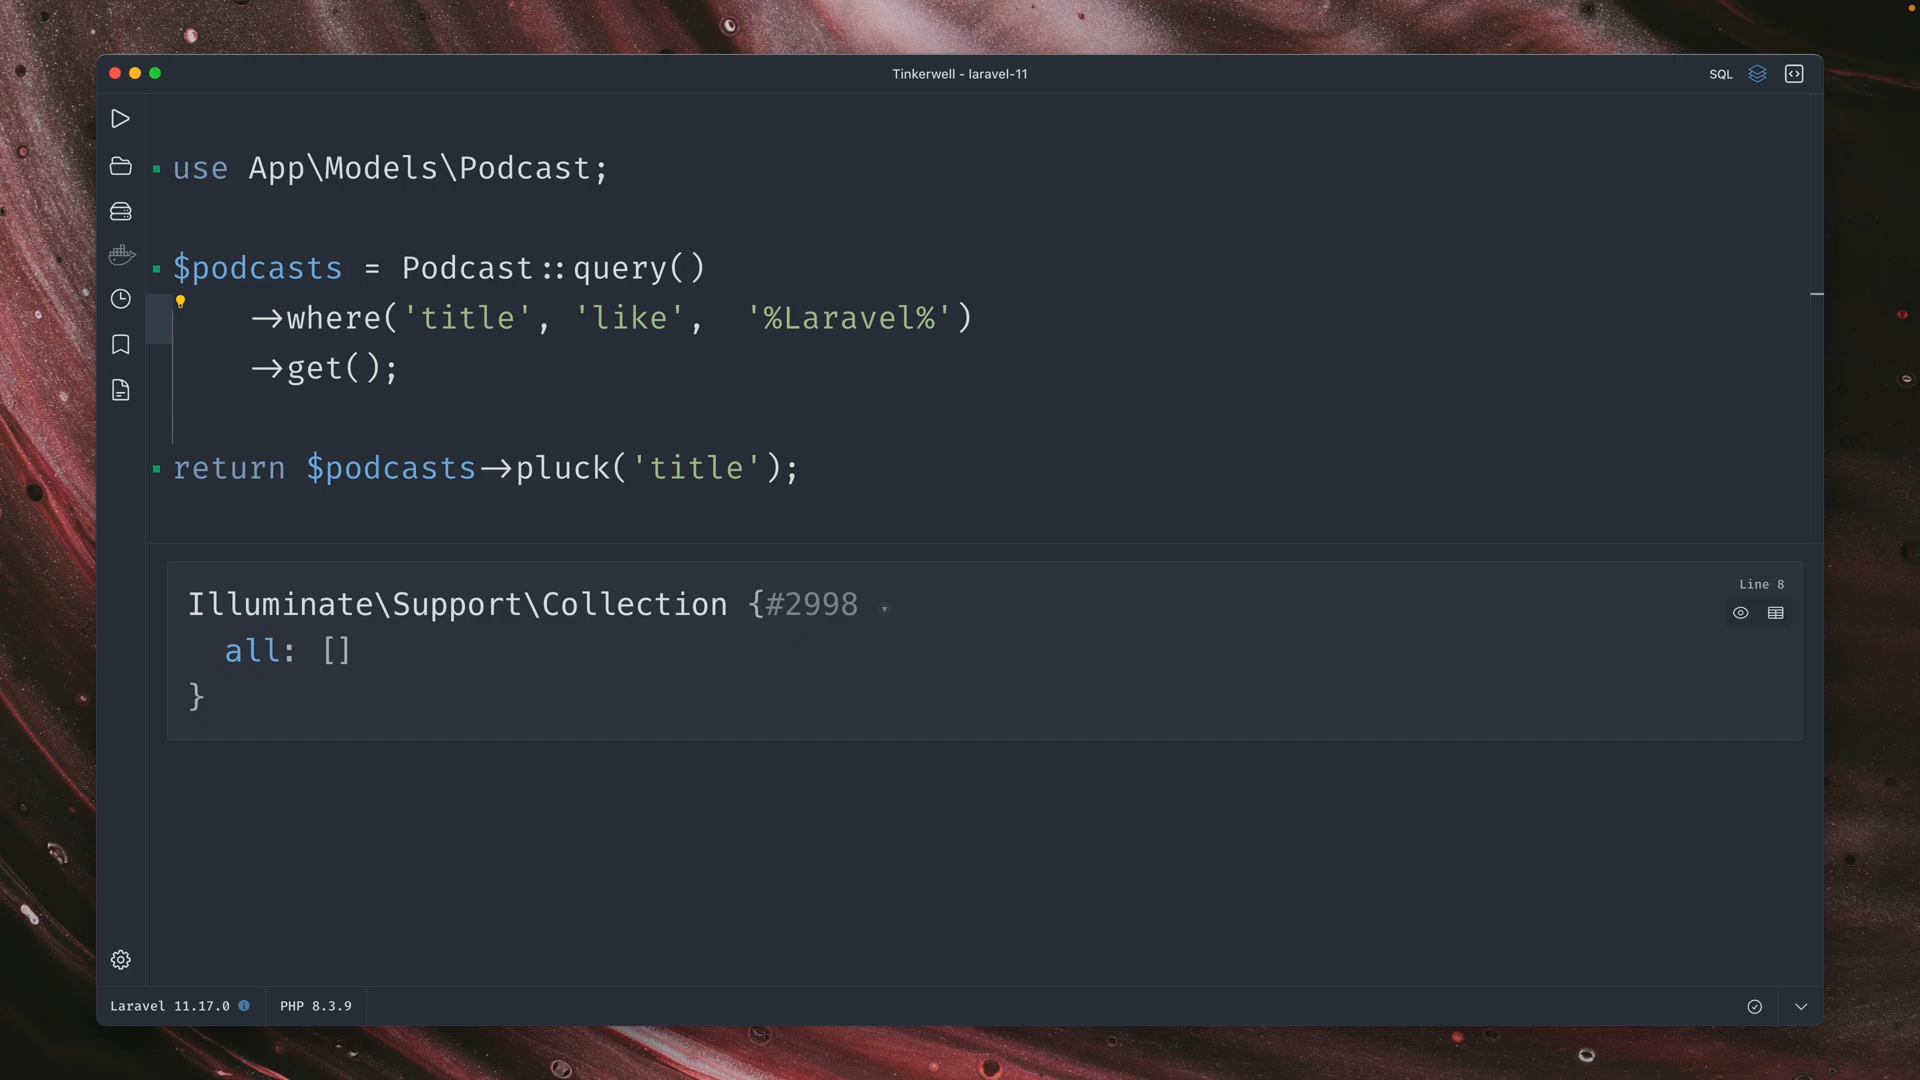 Tinkerwell - laravel-11
SQL
use App\Models\Podcast;
$podcasts = Podcast::query()
->where('title', 'like',  '%Laravel%')
->get();
return $podcasts->pluck('title');
Line 8
Illuminate\Support\Collection {#2998
all: []
}
Laravel 11.17.0
PHP 8.3.9